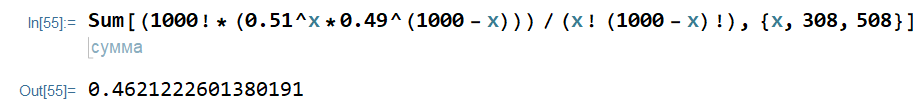 In[55]:= Sum[(1000! * (0.51^x * 0.49^(1000 - x))) / (x! (1000 - x)!), {x, 308, 508}]
сумма
Out[55]= 0.4621222601380191